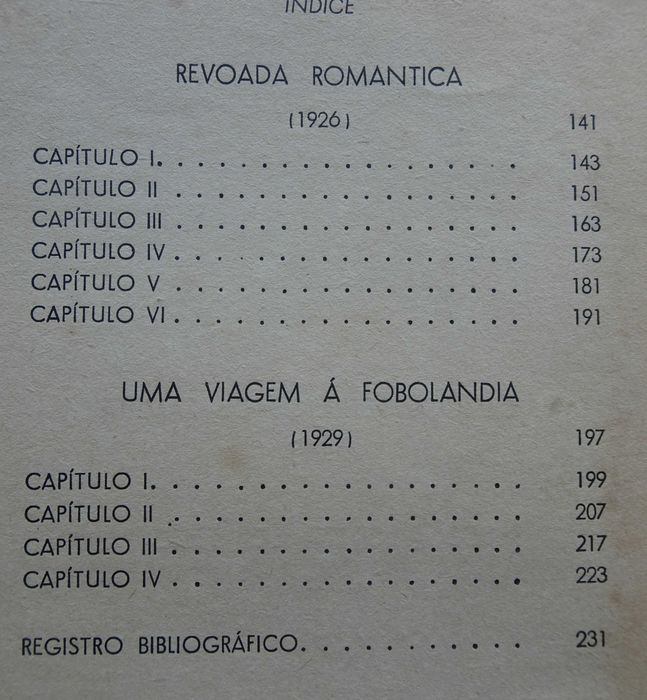 ÍNDICE
REVOADA ROMANTICA
(1926) 141
CAPÍTULO I. . . . . . . . . . . . . . 143
CAPÍTULO II . . . . . . . . . . . . . 151
CAPÍTULO III . . . . . . . . . . . . . 163
CAPÍTULO IV . . . . . . . . . . . . . 173
CAPÍTULO V . . . . . . . . . . . . . 181
CAPÍTULO VI . . . . . . . . . . . . . 191
UMA VIAGEM Á FOBOLANDIA
(1929) 197
CAPÍTULO I. . . . . . . . . . . . . . 199
CAPÍTULO II . . . . . . . . . . . . . 207
CAPÍTULO III . . . . . . . . . . . . . 217
CAPÍTULO IV . . . . . . . . . . . . . 223
REGISTRO BIBLIOGRÁFICO. . . . . . . . . 231